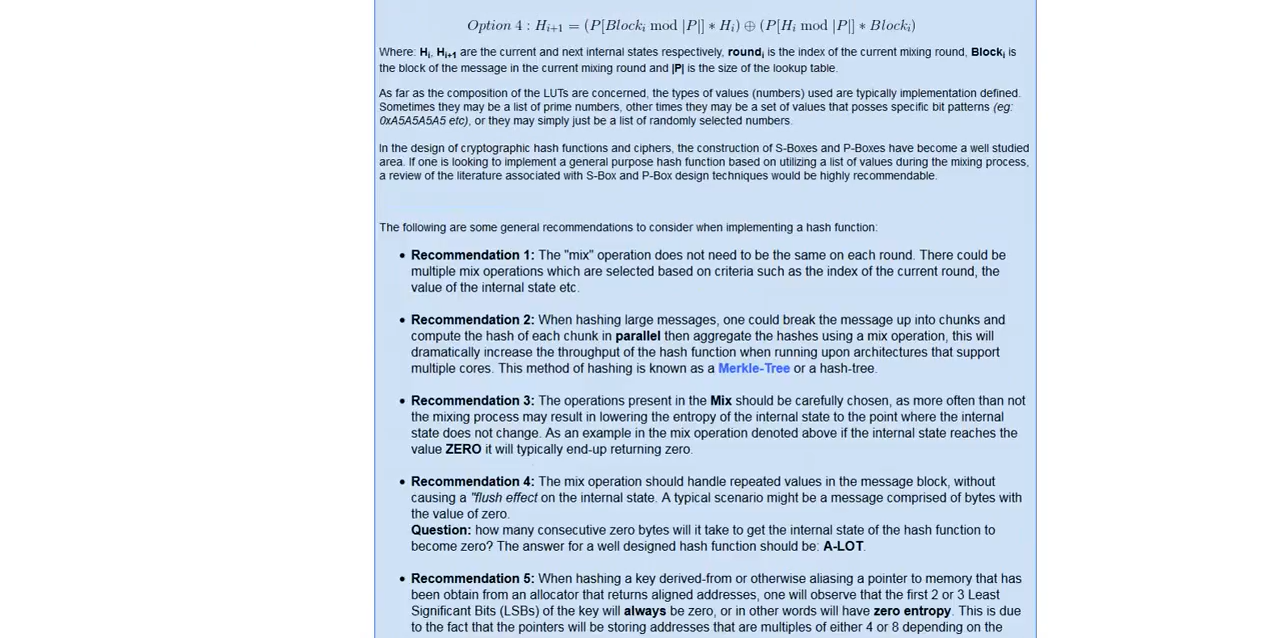 Option 4 : H_{i+1} = (P[Block_i mod |P|] * H_i) ⊕ (P[H_i mod |P|] * Block_i)
Where: H_i, H_{i+1} are the current and next internal states respectively, round_i is the index of the current mixing round, Block_i is
the block of the message in the current mixing round and |P| is the size of the lookup table.
As far as the composition of the LUTs are concerned, the types of values (numbers) used are typically implementation defined.
Sometimes they may be a list of prime numbers, other times they may be a set of values that posses specific bit patterns (eg:
0xA5A5A5A5 etc), or they may simply just be a list of randomly selected numbers.
In the design of cryptographic hash functions and ciphers, the construction of S-Boxes and P-Boxes have become a well studied
area. If one is looking to implement a general purpose hash function based on utilizing a list of values during the mixing process,
a review of the literature associated with S-Box and P-Box design techniques would be highly recommendable.
The following are some general recommendations to consider when implementing a hash function:
• Recommendation 1: The "mix" operation does not need to be the same on each round. There could be
multiple mix operations which are selected based on criteria such as the index of the current round, the
value of the internal state etc.
• Recommendation 2: When hashing large messages, one could break the message up into chunks and
compute the hash of each chunk in parallel then aggregate the hashes using a mix operation, this will
dramatically increase the throughput of the hash function when running upon architectures that support
multiple cores. This method of hashing is known as a Merkle-Tree or a hash-tree.
• Recommendation 3: The operations present in the Mix should be carefully chosen, as more often than not
the mixing process may result in lowering the entropy of the internal state to the point where the internal
state does not change. As an example in the mix operation denoted above if the internal state reaches the
value ZERO it will typically end-up returning zero.
• Recommendation 4: The mix operation should handle repeated values in the message block, without
causing a "flush effect on the internal state. A typical scenario might be a message comprised of bytes with
the value of zero.
Question: how many consecutive zero bytes will it take to get the internal state of the hash function to
become zero? The answer for a well designed hash function should be: A-LOT.
• Recommendation 5: When hashing a key derived-from or otherwise aliasing a pointer to memory that has
been obtain from an allocator that returns aligned addresses, one will observe that the first 2 or 3 Least
Significant Bits (LSBs) of the key will always be zero, or in other words will have zero entropy. This is due
to the fact that the pointers will be storing addresses that are multiples of either 4 or 8 depending on the